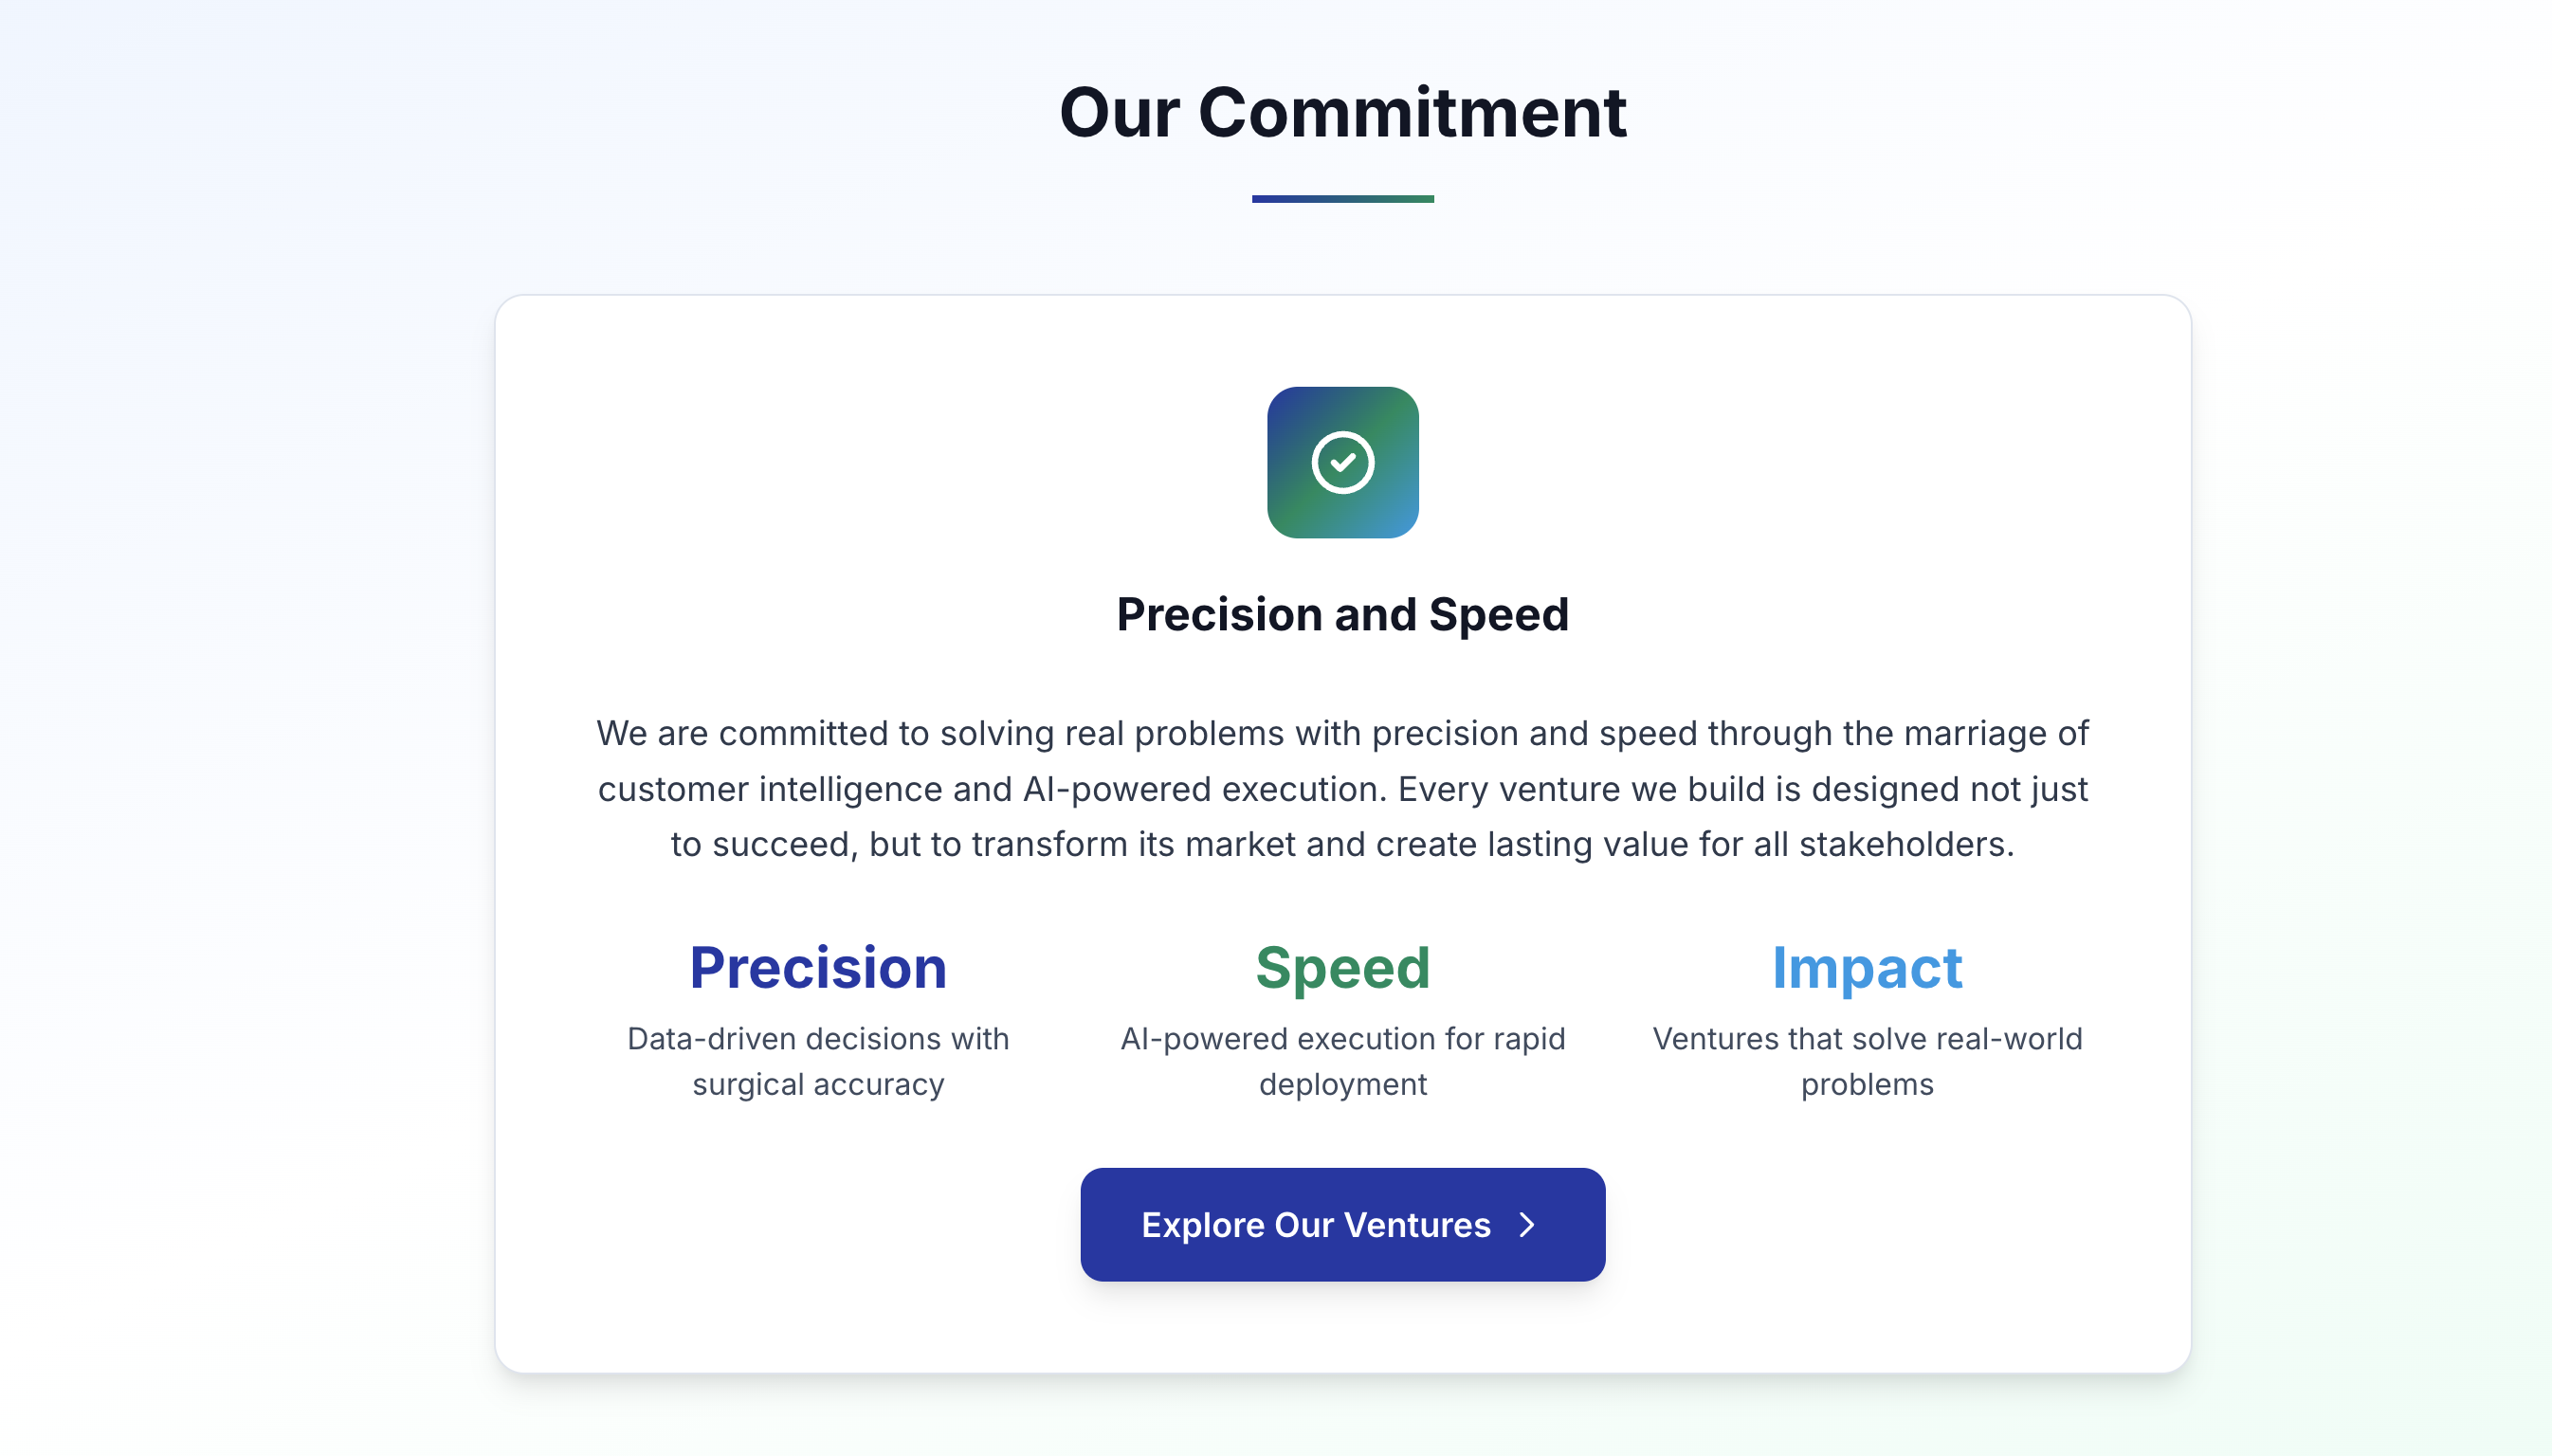 Our Commitment
Precision and Speed
We are committed to solving real problems with precision and speed through the marriage of
customer intelligence and AI-powered execution. Every venture we build is designed not just
to succeed, but to transform its market and create lasting value for all stakeholders.
Precision
Data-driven decisions with
surgical accuracy
Speed
AI-powered execution for rapid
deployment
Impact
Ventures that solve real-world
problems
Explore Our Ventures